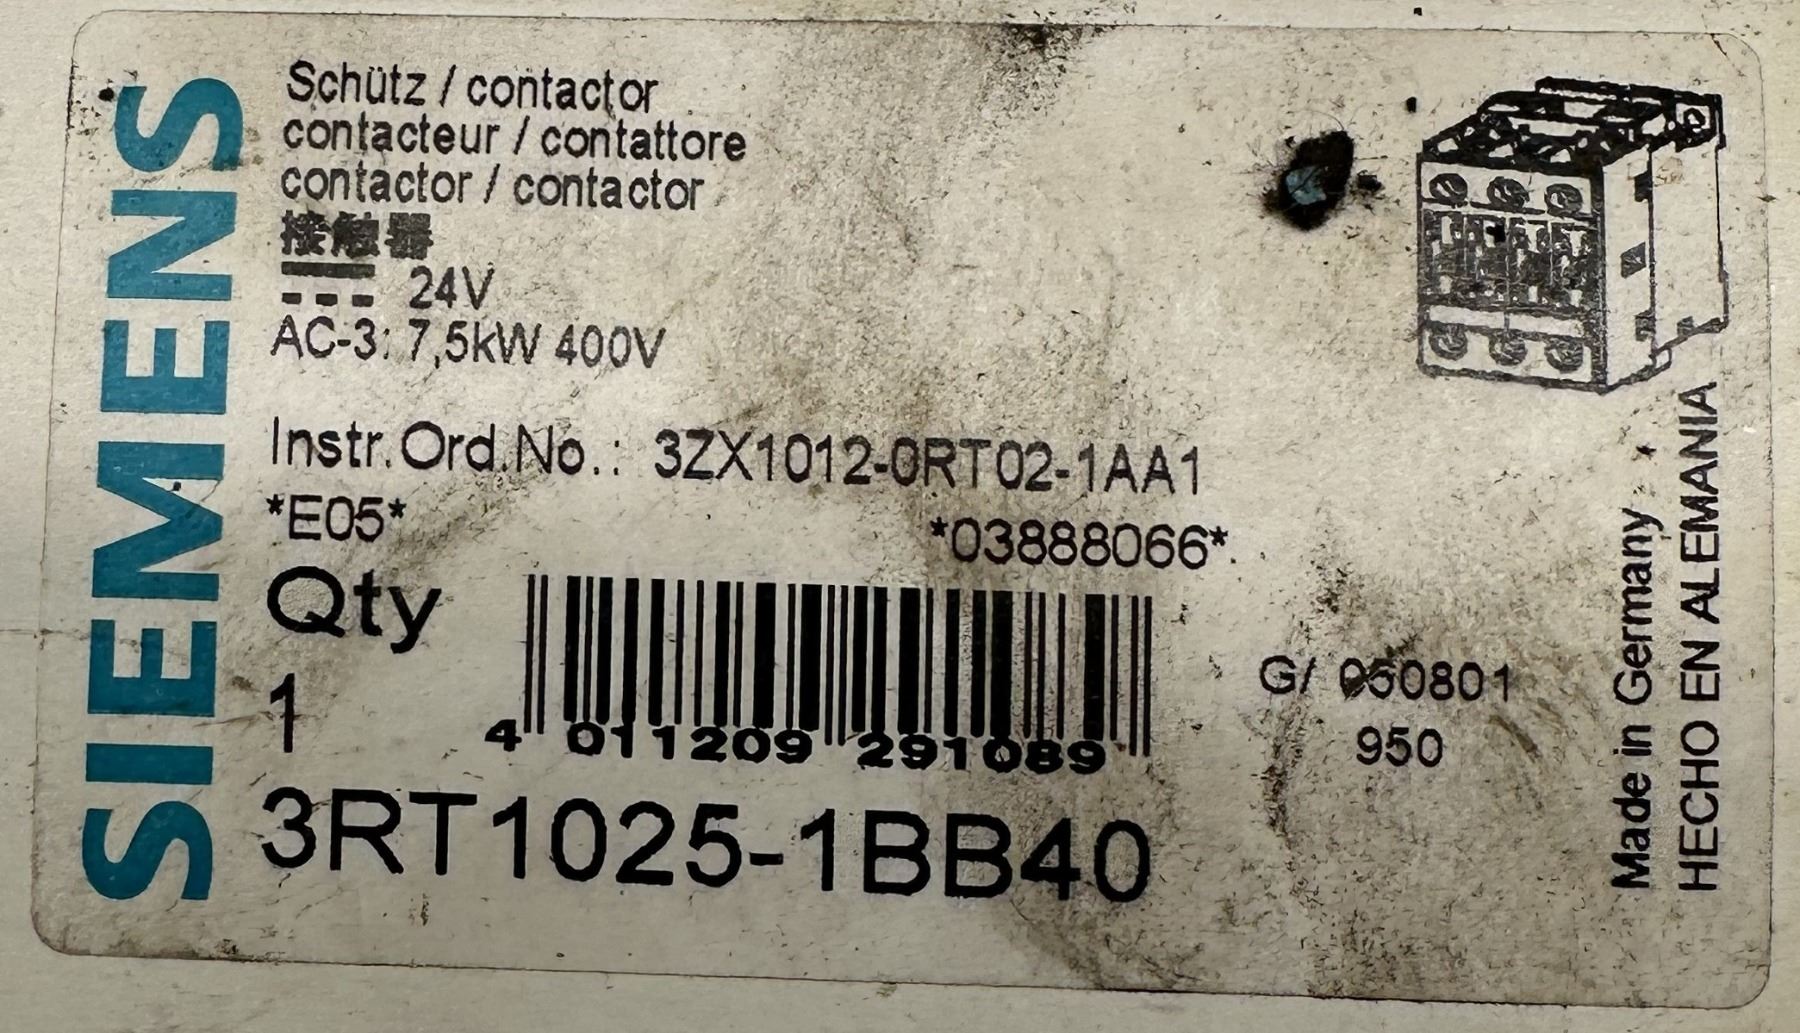 SIEMENS
Schütz / contactor
contacteur / contattore
contactor / contactor
接触器
24V
AC-3: 7,5kW 400V
Instr.Ord.No.: 3ZX1012-0RT02-1AA1
*E05*
*03888066*
Qty
1
4 011209 291089
G/ 050801
950
3RT1025-1BB40
Made in Germany
HECHO EN ALEMANIA